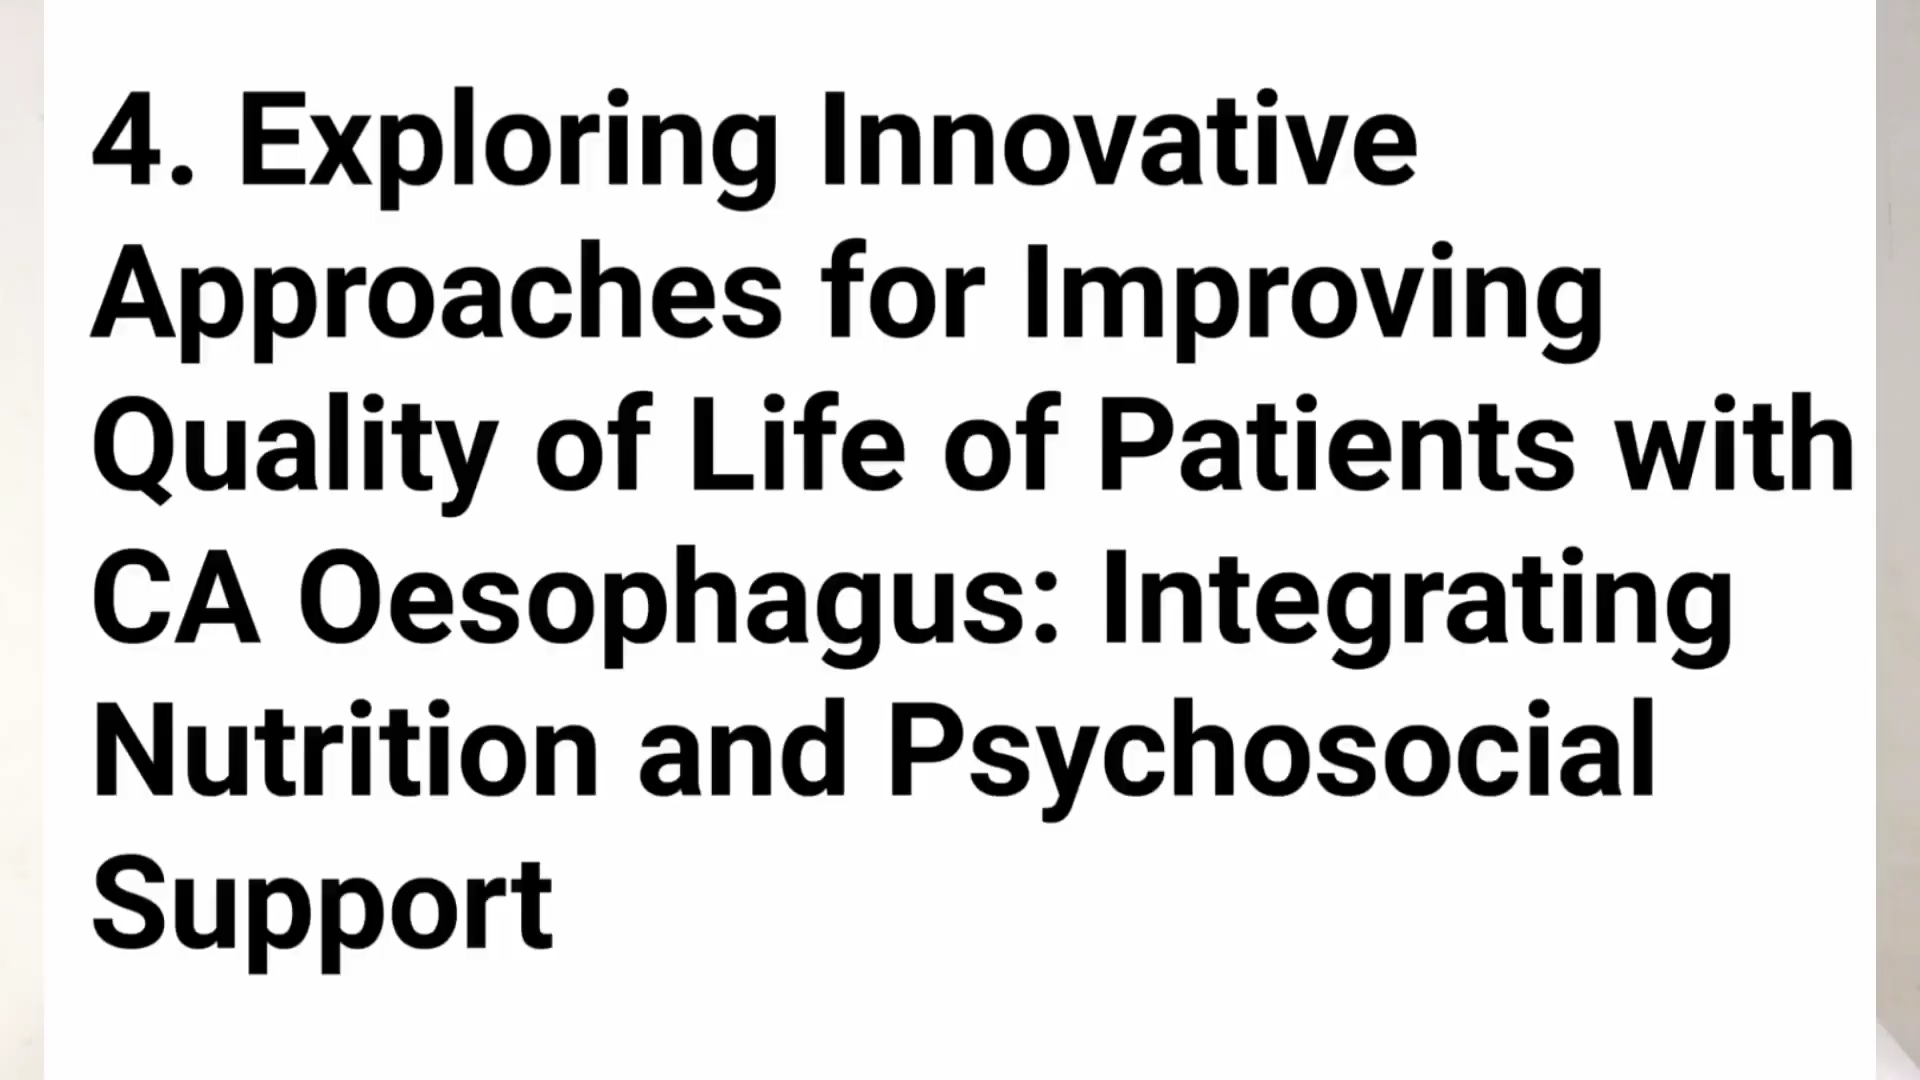 4. Exploring Innovative
Approaches for Improving
Quality of Life of Patients with
CA Oesophagus: Integrating
Nutrition and Psychosocial
Support